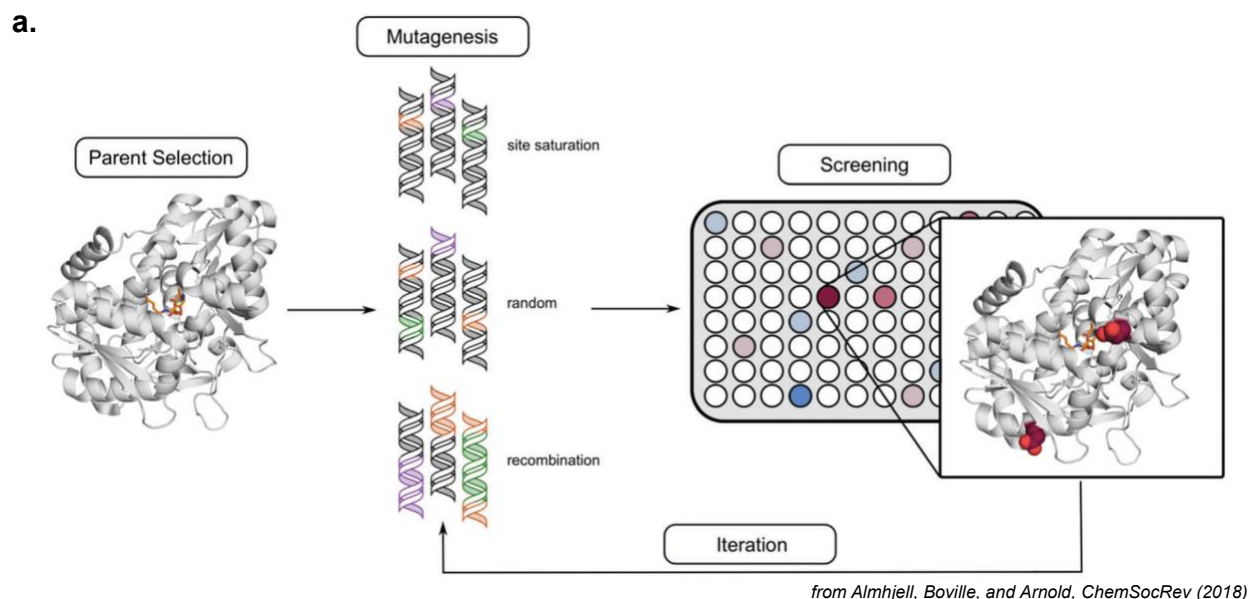 a.
Mutagenesis
Parent Selection
site saturation
Screening
random
recombination
Iteration
from Almhjell, Boville, and Arnold, ChemSocRev (2018)